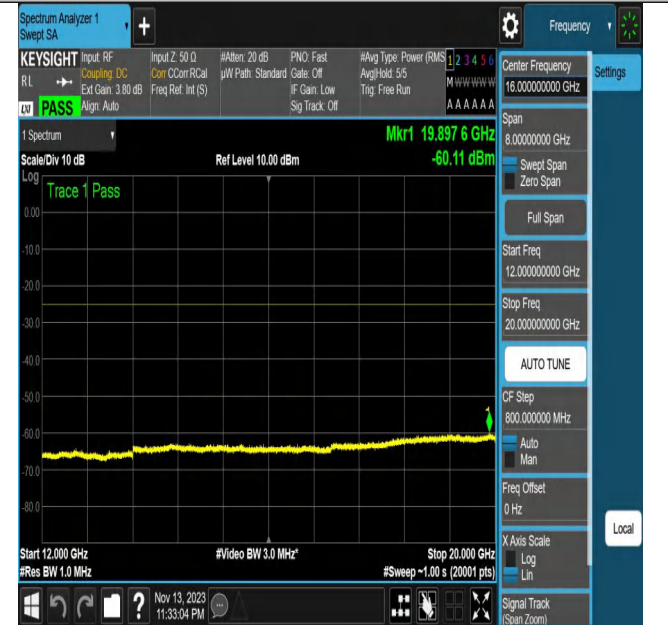 Spectrum Analyzer 1
Swept SA
+
Frequency
KEYSIGHT
RL
LXI
PASS
Input: RF
Coupling: DC
Ext Gain: 3.80 dB
Align: Auto
Input Z: 50 Ω
Corr CCorr RCal
Freq Ref: Int (S)
#Atten: 20 dB
µW Path: Standard
PNO: Fast
Gate: Off
IF Gain: Low
Sig Track: Off
#Avg Type: Power (RMS
Avg|Hold: 5/5
Trig: Free Run
1 2 3 4 5 6
M W W W W W
A A A A A A
1 Spectrum
Scale/Div 10 dB
Log
Ref Level 10.00 dBm
Mkr1 19.897 6 GHz
-60.11 dBm
Trace 1 Pass
0.00
-10.0
-20.0
-30.0
-40.0
-50.0
-60.0
-70.0
-80.0
1
Start 12.000 GHz
#Res BW 1.0 MHz
#Video BW 3.0 MHz*
Stop 20.000 GHz
#Sweep ~1.00 s (20001 pts)
?
Nov 13, 2023
11:33:04 PM
Center Frequency
16.000000000 GHz
Settings
Span
8.00000000 GHz
Swept Span
Zero Span
Full Span
Start Freq
12.000000000 GHz
Stop Freq
20.000000000 GHz
AUTO TUNE
CF Step
800.000000 MHz
Auto
Man
Freq Offset
0 Hz
X Axis Scale
Log
Lin
Local
Signal Track
(Span Zoom)